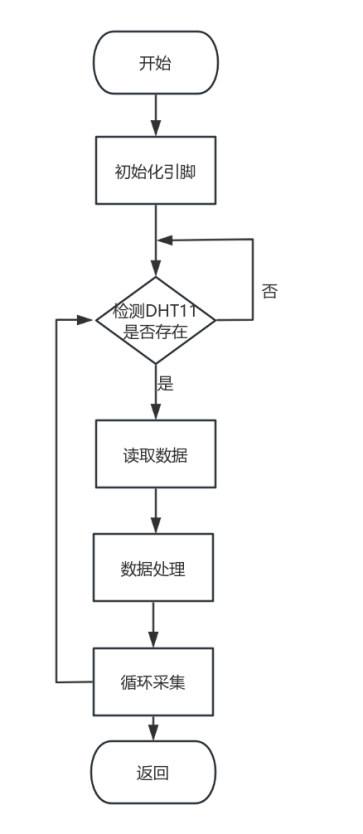 开始
初始化引脚
否
检测DHT11
是否存在
是
读取数据
数据处理
循环采集
返回